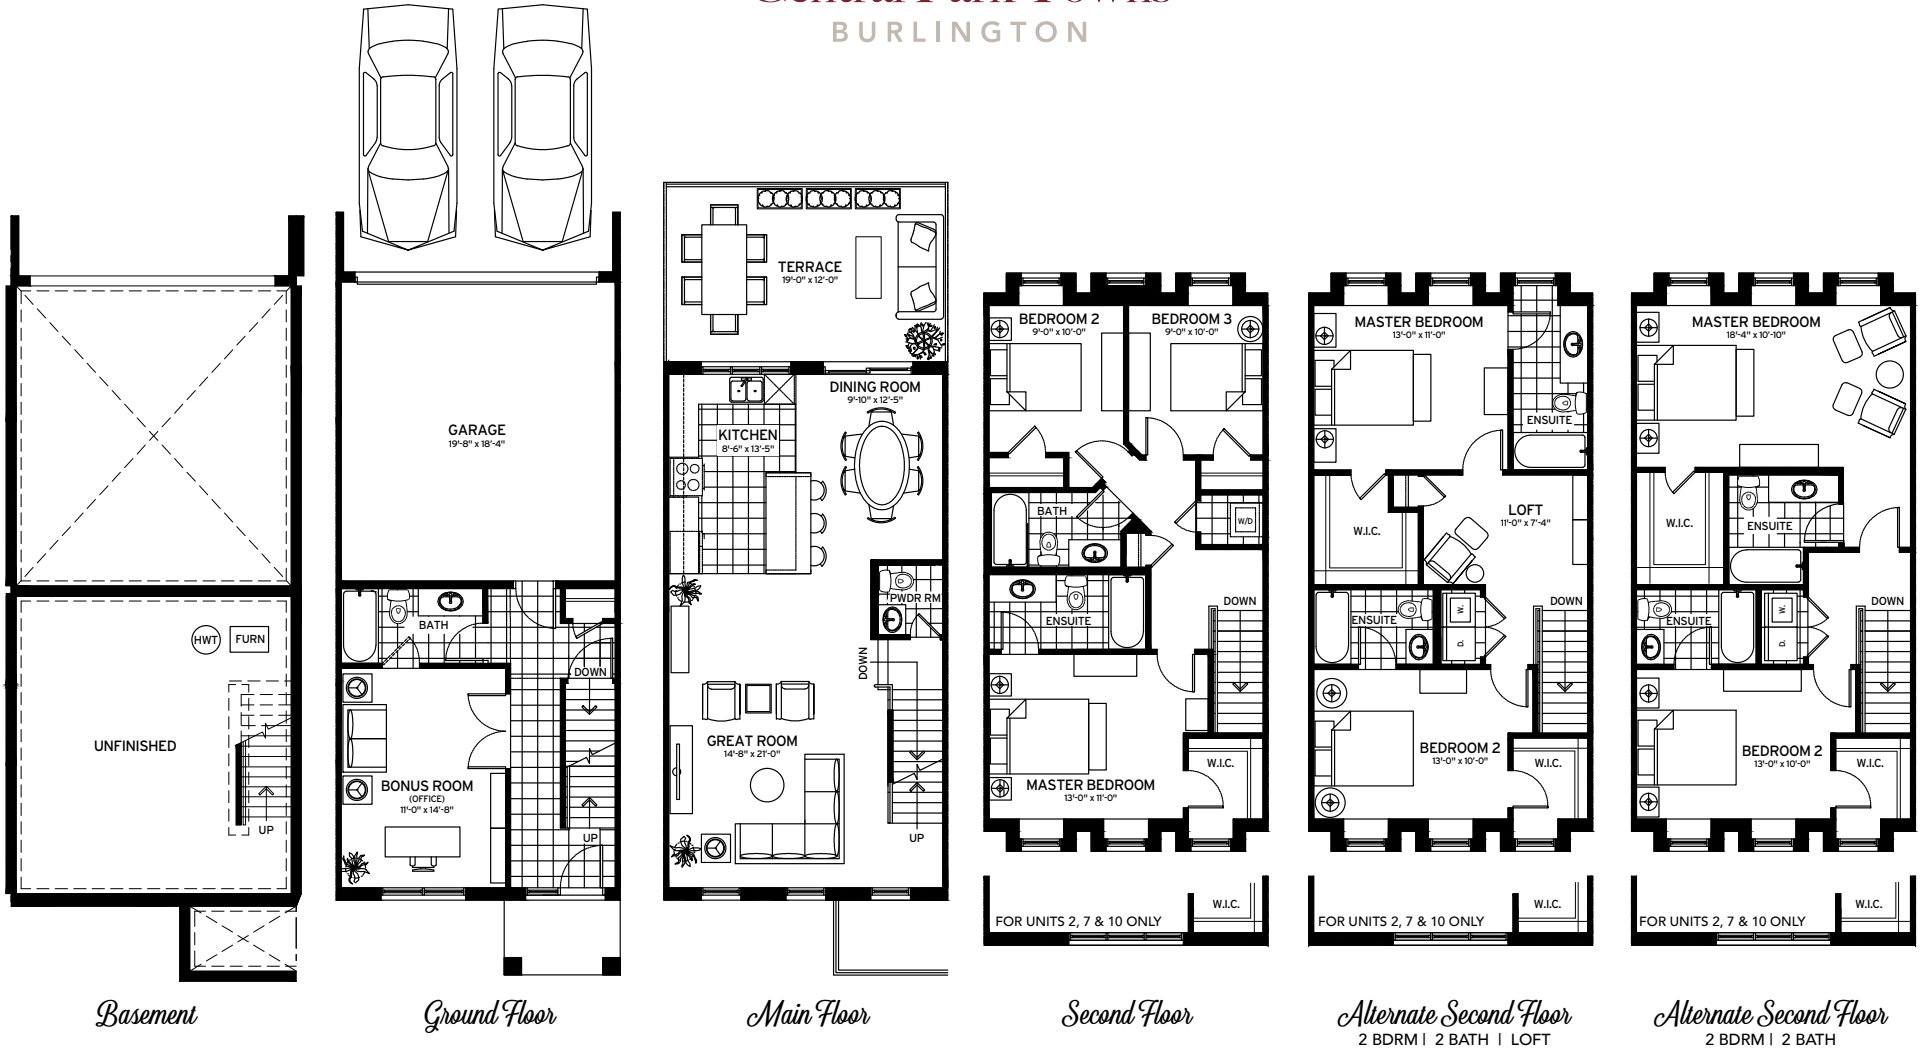 Central Park Towns
BURLINGTON
HWT
FURN
UNFINISHED
UP
Basement
GARAGE
19'-8" x 18'-4"
BATH
DOWN
BONUS ROOM
(OFFICE)
11'-0" x 14'-8"
UP
Ground Floor
TERRACE
19'-0" x 12'-0"
DINING ROOM
9'-10" x 12'-5"
KITCHEN
8'-6" x 13'-5"
PWDR RM
DOWN
GREAT ROOM
14'-8" x 21'-0"
UP
Main Floor
BEDROOM 2
9'-0" x 10'-0"
BEDROOM 3
9'-0" x 10'-0"
BATH
W/D
ENSUITE
DOWN
MASTER BEDROOM
13'-0" x 11'-0"
W.I.C.
FOR UNITS 2, 7 & 10 ONLY
W.I.C.
Second Floor
MASTER BEDROOM
13'-0" x 11'-0"
ENSUITE
W.I.C.
LOFT
11'-0" x 7'-4"
ENSUITE
W.
D.
DOWN
BEDROOM 2
13'-0" x 10'-0"
W.I.C.
FOR UNITS 2, 7 & 10 ONLY
W.I.C.
Alternate Second Floor
2 BDRM | 2 BATH | LOFT
MASTER BEDROOM
18'-4" x 10'-10"
W.I.C.
ENSUITE
ENSUITE
W.
D.
DOWN
BEDROOM 2
13'-0" x 10'-0"
W.I.C.
FOR UNITS 2, 7 & 10 ONLY
W.I.C.
Alternate Second Floor
2 BDRM | 2 BATH